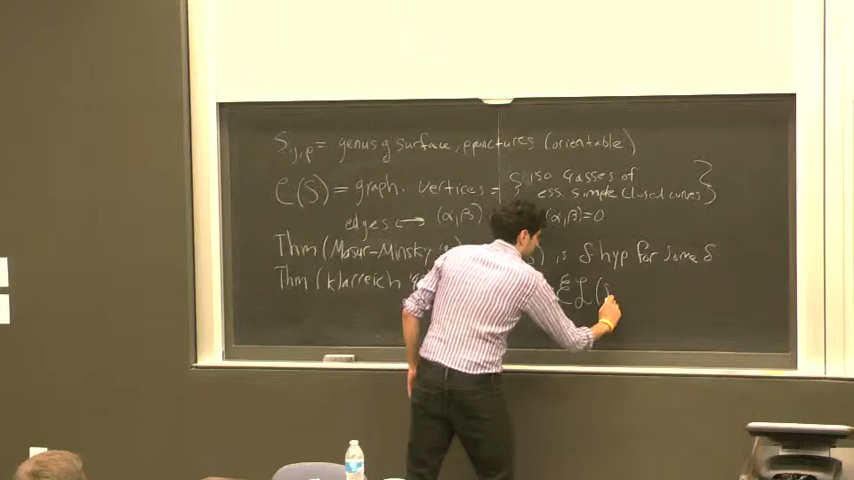 S_{g,p} = genus g surface, p punctures (orientable)
C(S) = graph. vertices = { iso classes of
ess. simple closed curves }
edges ⟷ (α,β) (α,β)=0
Thm (Masur-Minsky is δ hyp for some δ
Thm (Klarreich EL(S